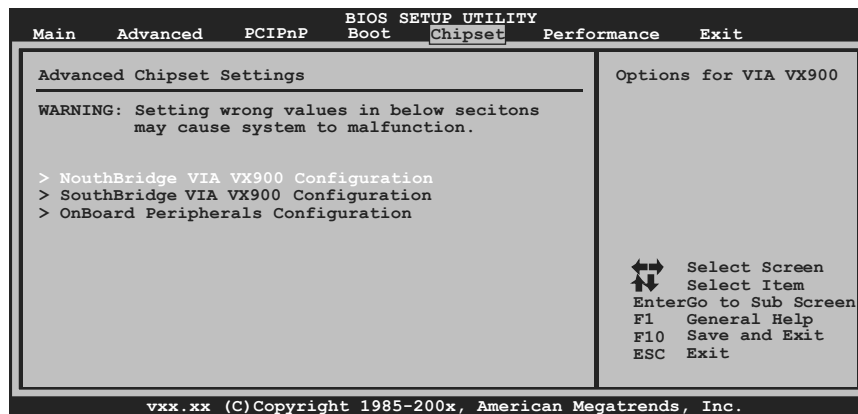 BIOS SETUP UTILITY
Main Advanced PCIPnP Boot Chipset Performance Exit
Advanced Chipset Settings
WARNING: Setting wrong values in below secitons
may cause system to malfunction.
> NouthBridge VIA VX900 Configuration
> SouthBridge VIA VX900 Configuration
> OnBoard Peripherals Configuration
Options for VIA VX900
Select Screen
Select Item
EnterGo to Sub Screen
F1 General Help
F10 Save and Exit
ESC Exit
vxx.xx (C)Copyright 1985-200x, American Megatrends, Inc.